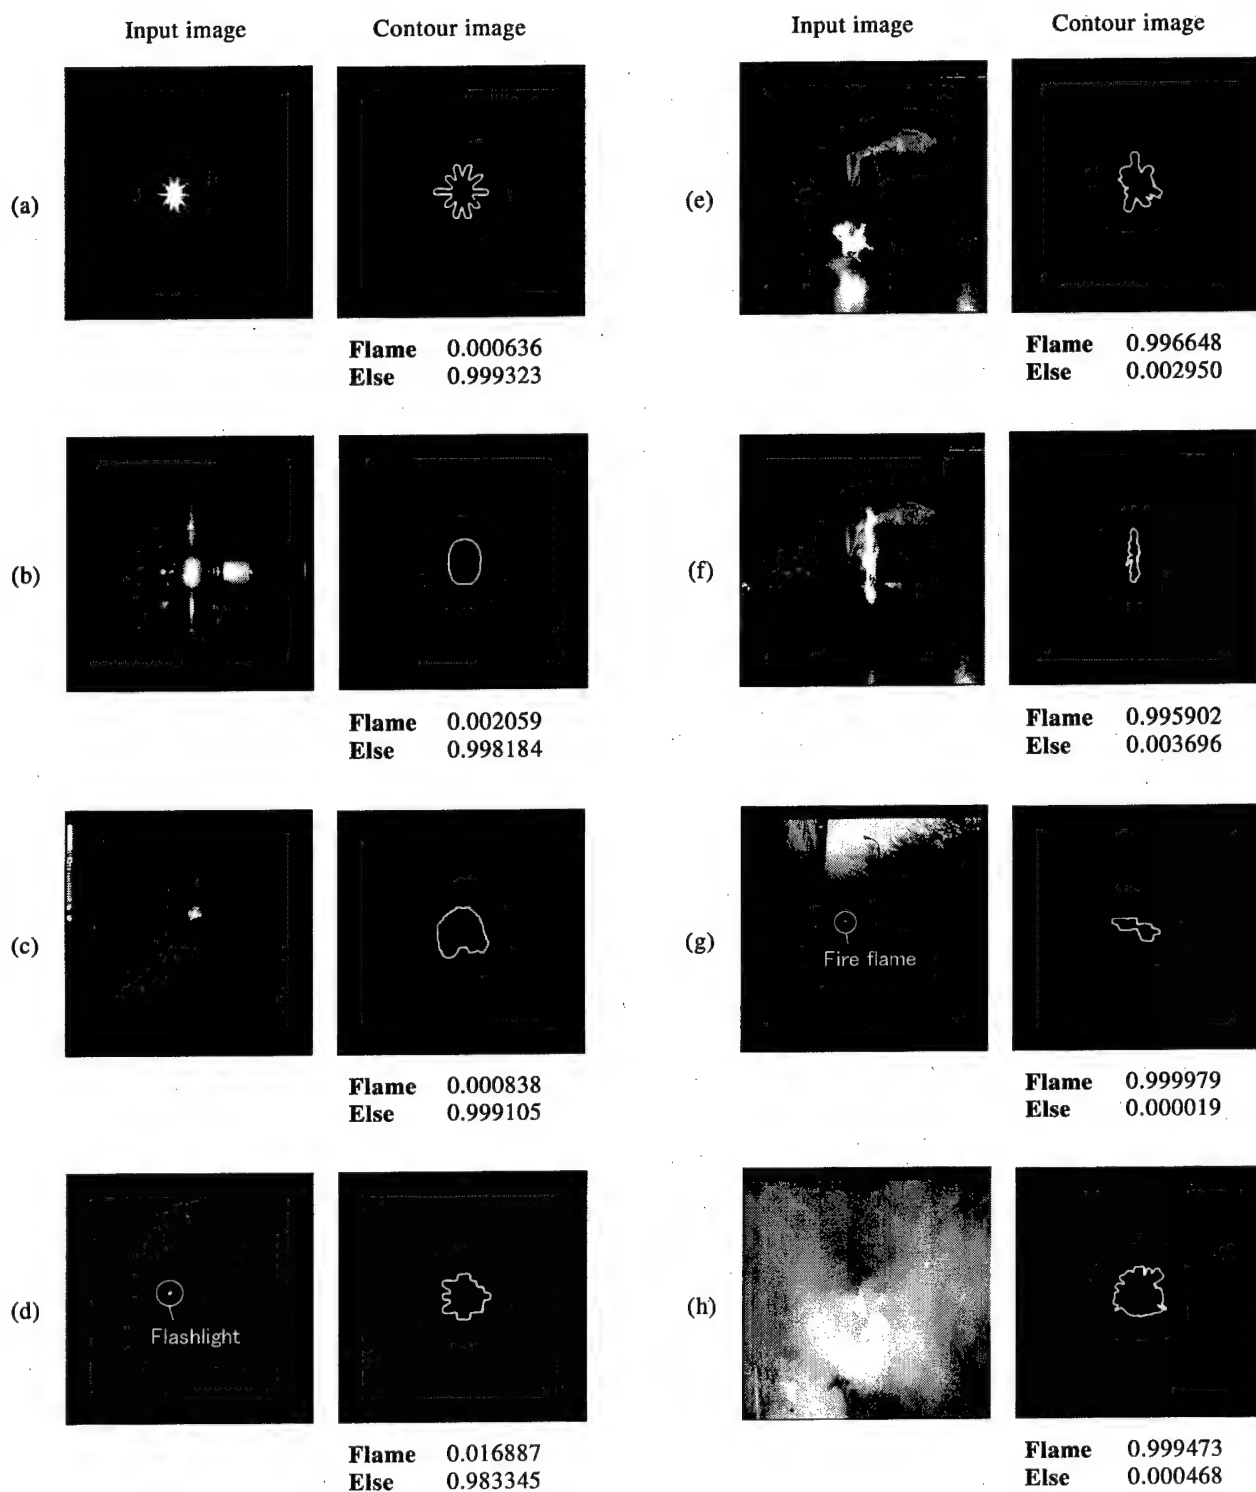 Input image Contour image
(a)
Flame 0.000636
Else 0.999323
(b)
Flame 0.002059
Else 0.998184
(c)
Flame 0.000838
Else 0.999105
(d)
Flashlight
Flame 0.016887
Else 0.983345
Input image Contour image
(e)
Flame 0.996648
Else 0.002950
(f)
Flame 0.995902
Else 0.003696
(g)
Fire flame
Flame 0.999979
Else 0.000019
(h)
Flame 0.999473
Else 0.000468